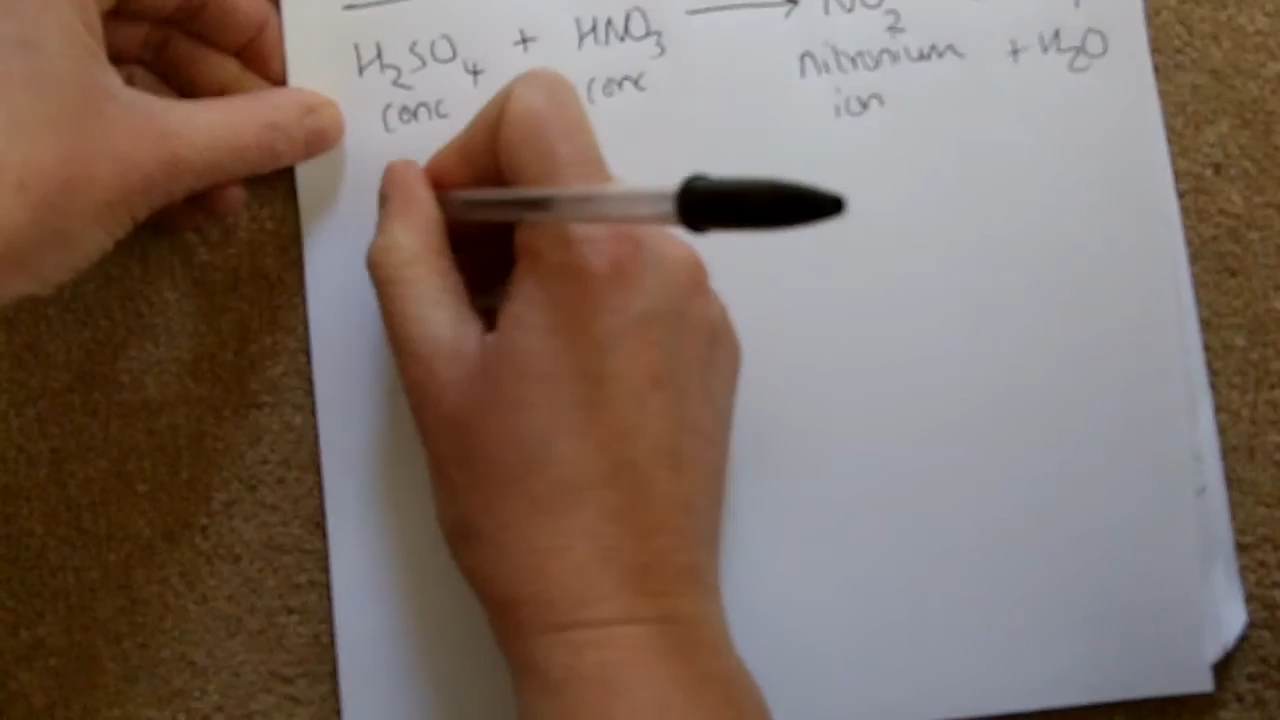 H₂SO₄ + HNO₃ ⟶ NO₂
conc conc nitronium + H₂O
ion